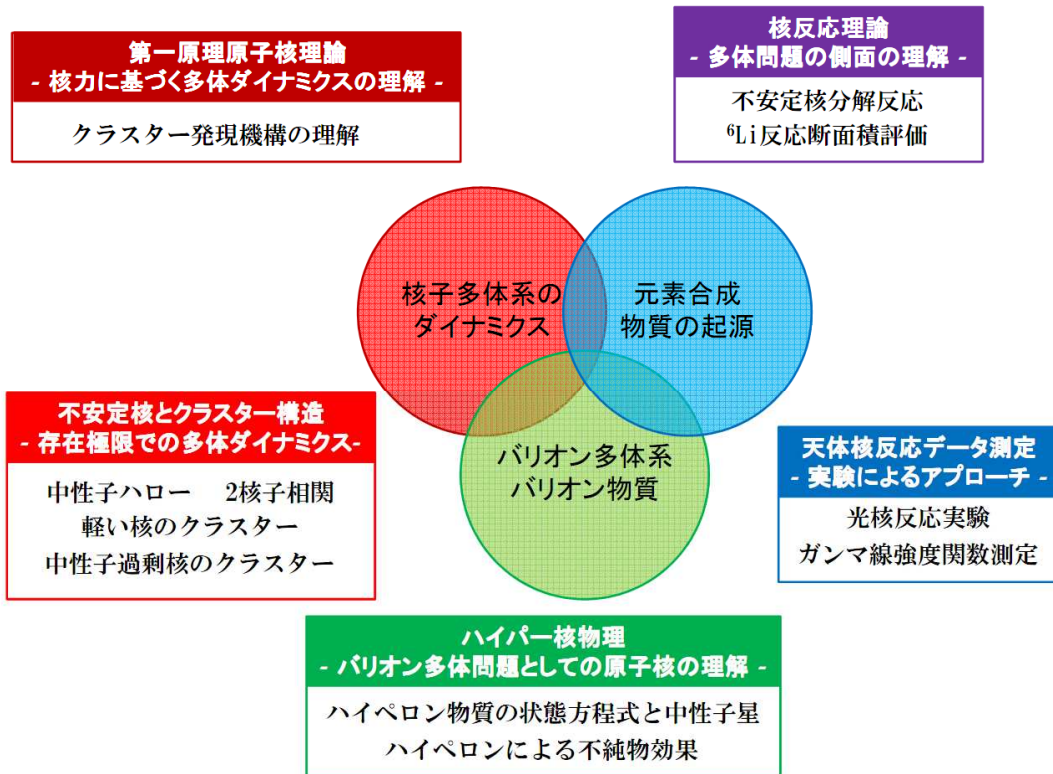 第一原理原子核理論
- 核力に基づく多体ダイナミクスの理解 -
クラスター発現機構の理解
核反応理論
- 多体問題の側面の理解 -
不安定核分解反応
⁶Li反応断面積評価
核子多体系の
ダイナミクス
元素合成
物質の起源
バリオン多体系
バリオン物質
不安定核とクラスター構造
- 存在極限での多体ダイナミクス-
中性子ハロー　2核子相関
軽い核のクラスター
中性子過剰核のクラスター
天体核反応データ測定
- 実験によるアプローチ -
光核反応実験
ガンマ線強度関数測定
ハイパー核物理
- バリオン多体問題としての原子核の理解 -
ハイペロン物質の状態方程式と中性子星
ハイペロンによる不純物効果